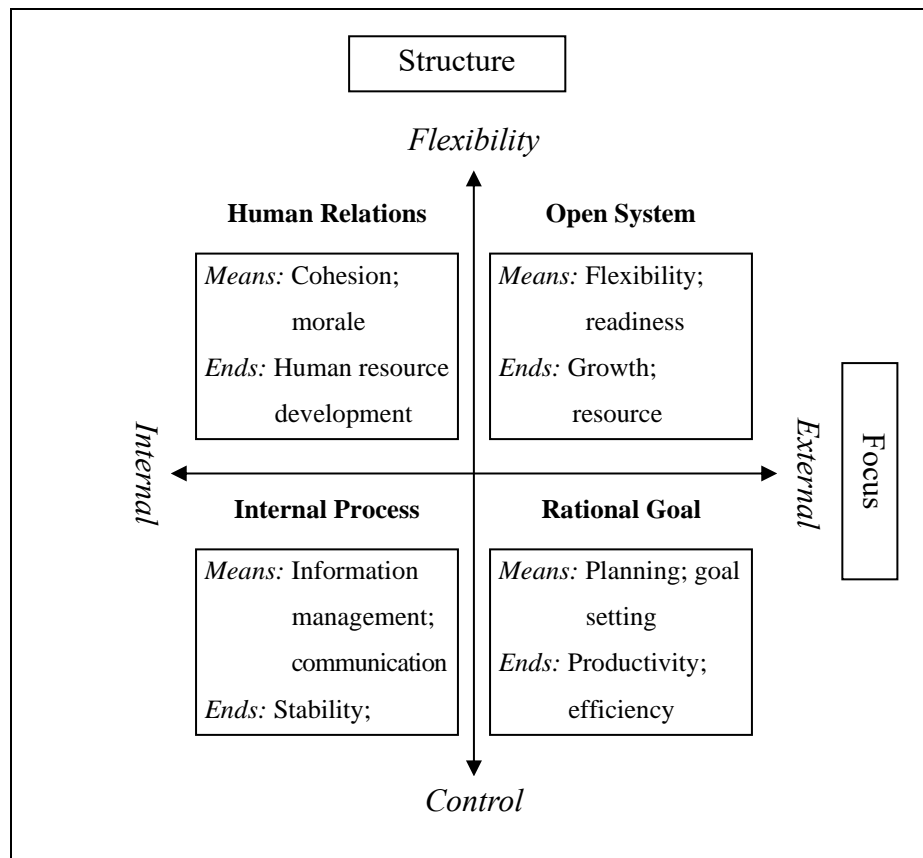 Structure
Flexibility
Human Relations
Means: Cohesion;
morale
Ends: Human resource
development
Open System
Means: Flexibility;
readiness
Ends: Growth;
resource
Internal
External
Focus
Internal Process
Means: Information
management;
communication
Ends: Stability;
Rational Goal
Means: Planning; goal
setting
Ends: Productivity;
efficiency
Control